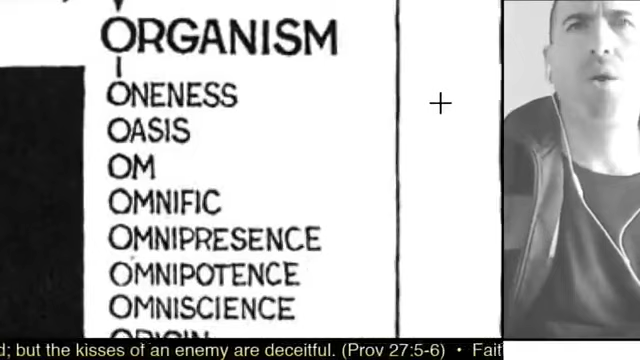 ORGANISM
ONENESS
OASIS
OM
OMNIFIC
OMNIPRESENCE
OMNIPOTENCE
OMNISCIENCE
ORIGIN
d; but the kisses of an enemy are deceitful. (Prov 27:5-6) • Fait